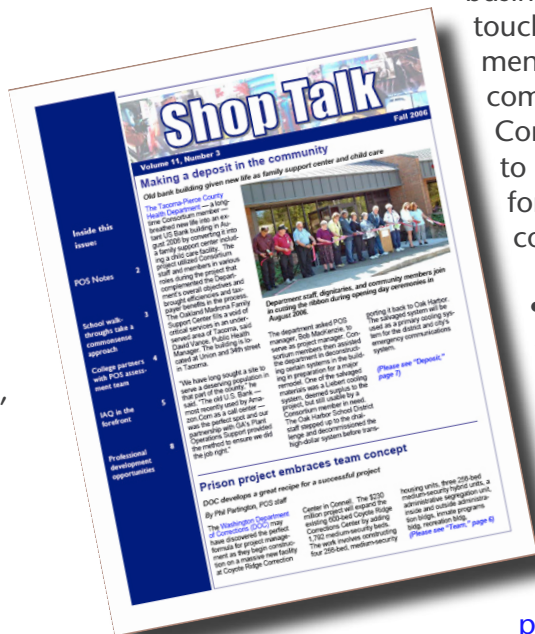 busin
touch
men
com
Con
to
fo
co
•
,
Shop Talk
Volume 11, Number 3
Fall 2006
Inside this
issue:
POS Notes 2
School walk-
throughs take a
commonsense
approach 3
College partners
with POS assess-
ment team 4
IAQ in the
forefront 5
Professional
development
opportunities 8
Making a deposit in the community
Old bank building given new life as family support center and child care
The Tacoma-Pierce County
Health Department — a long-
time Consortium member —
breathed new life into an ex-
tant US Bank building in Au-
gust 2006 by converting it into
a family support center includ-
ing a child care facility. The
project utilized Consortium
staff and members in various
roles during the project that
complemented the Depart-
ment's overall objectives and
brought efficiencies and tax-
payer benefits in the process.
The Oakland Madrona Family
Support Center fills a void of
critical services in an under-
served area of Tacoma, said
David Vance, Public Health
Manager. The building is lo-
cated at Union and 34th street
in Tacoma.
"We have long sought a site to
serve a deserving population in
that part of the county," he
said. "The old U.S. Bank —
most recently used by Ama-
zon.Com as a call center —
was the perfect spot and our
partnership with GA's Plant
Operations Support provided
the method to ensure we did
the job right."
Department staff, dignitaries, and community members join
in cutting the ribbon during opening day ceremonies in
August 2006.
The department asked POS
manager, Bob MacKenzie, to
serve as project manager. Con-
sortium members then assisted
the department in deconstruct-
ing certain systems in the build-
ing in preparation for a major
remodel. One of the salvaged
materials was a Liebert cooling
system, deemed surplus to the
project, but still usable by a
Consortium member in need.
The Oak Harbor School District
staff stepped up to the chal-
lenge and decommissioned the
high-dollar system before trans-
porting it back to Oak Harbor.
The salvaged system will be
used as a primary cooling sys-
tem for the district and city's
emergency communications
system.
(Please see "Deposit,"
page 7)
Prison project embraces team concept
DOC develops a great recipe for a successful project
By Phil Partington, POS staff
The Washington Department
of Corrections (DOC) may
have discovered the perfect
formula for project manage-
ment as they begin construc-
tion on a massive new facility
at Coyote Ridge Correction
Center in Connell. The $230
million project will expand the
existing 600-bed Coyote Ridge
Corrections Center by adding
1,792 medium-security beds.
The work involves constructing
four 256-bed, medium-security
housing units, three 256-bed
medium-security hybrid units, a
administrative segregation unit,
inside and outside administra-
tion bldgs, inmate programs
bldg, recreation bldg,
(Please see "Team," page 6)
p